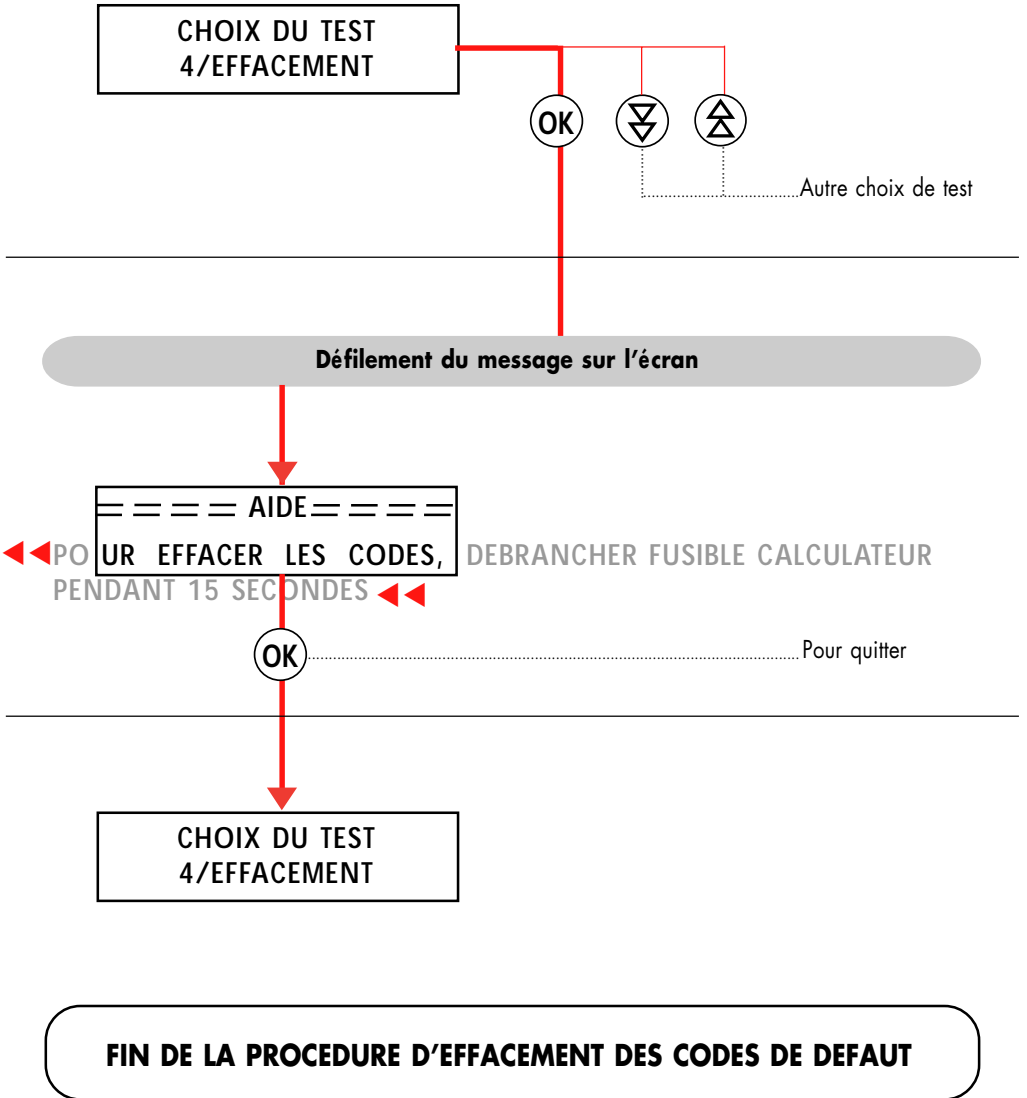 CHOIX DU TEST
4/EFFACEMENT
OK
Autre choix de test
Défilement du message sur l'écran
==== AIDE ====
POUR EFFACER LES CODES, DEBRANCHER FUSIBLE CALCULATEUR
PENDANT 15 SECONDES
OK
Pour quitter
CHOIX DU TEST
4/EFFACEMENT
FIN DE LA PROCEDURE D'EFFACEMENT DES CODES DE DEFAUT